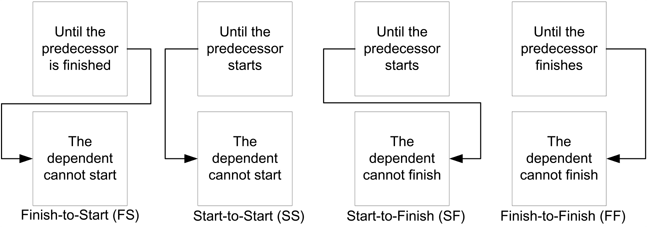 Until the
predecessor
is finished
The
dependent
cannot start
Finish-to-Start (FS)
Until the
predecessor
starts
The
dependent
cannot start
Start-to-Start (SS)
Until the
predecessor
starts
The
dependent
cannot finish
Start-to-Finish (SF)
Until the
predecessor
finishes
The
dependent
cannot finish
Finish-to-Finish (FF)